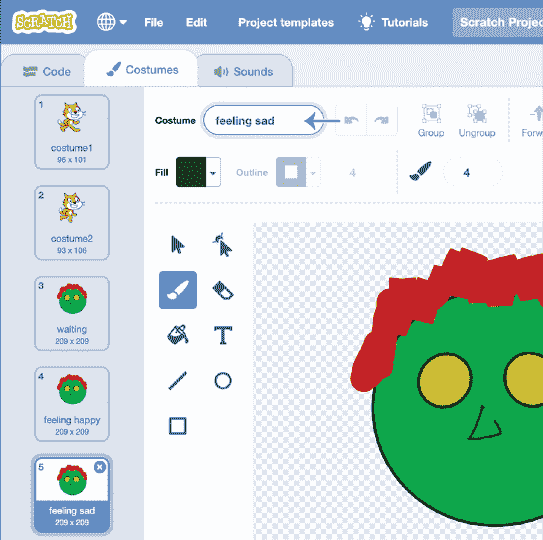 SCRATCH File Edit Project templates Tutorials Scratch Projec
Code Costumes Sounds
1
costume1
96 x 101
2
costume2
93 x 106
3
waiting
209 x 209
4
feeling happy
209 x 209
5
feeling sad
209 x 209
Costume feeling sad
Group Ungroup Forw
Fill Outline 4 4
T